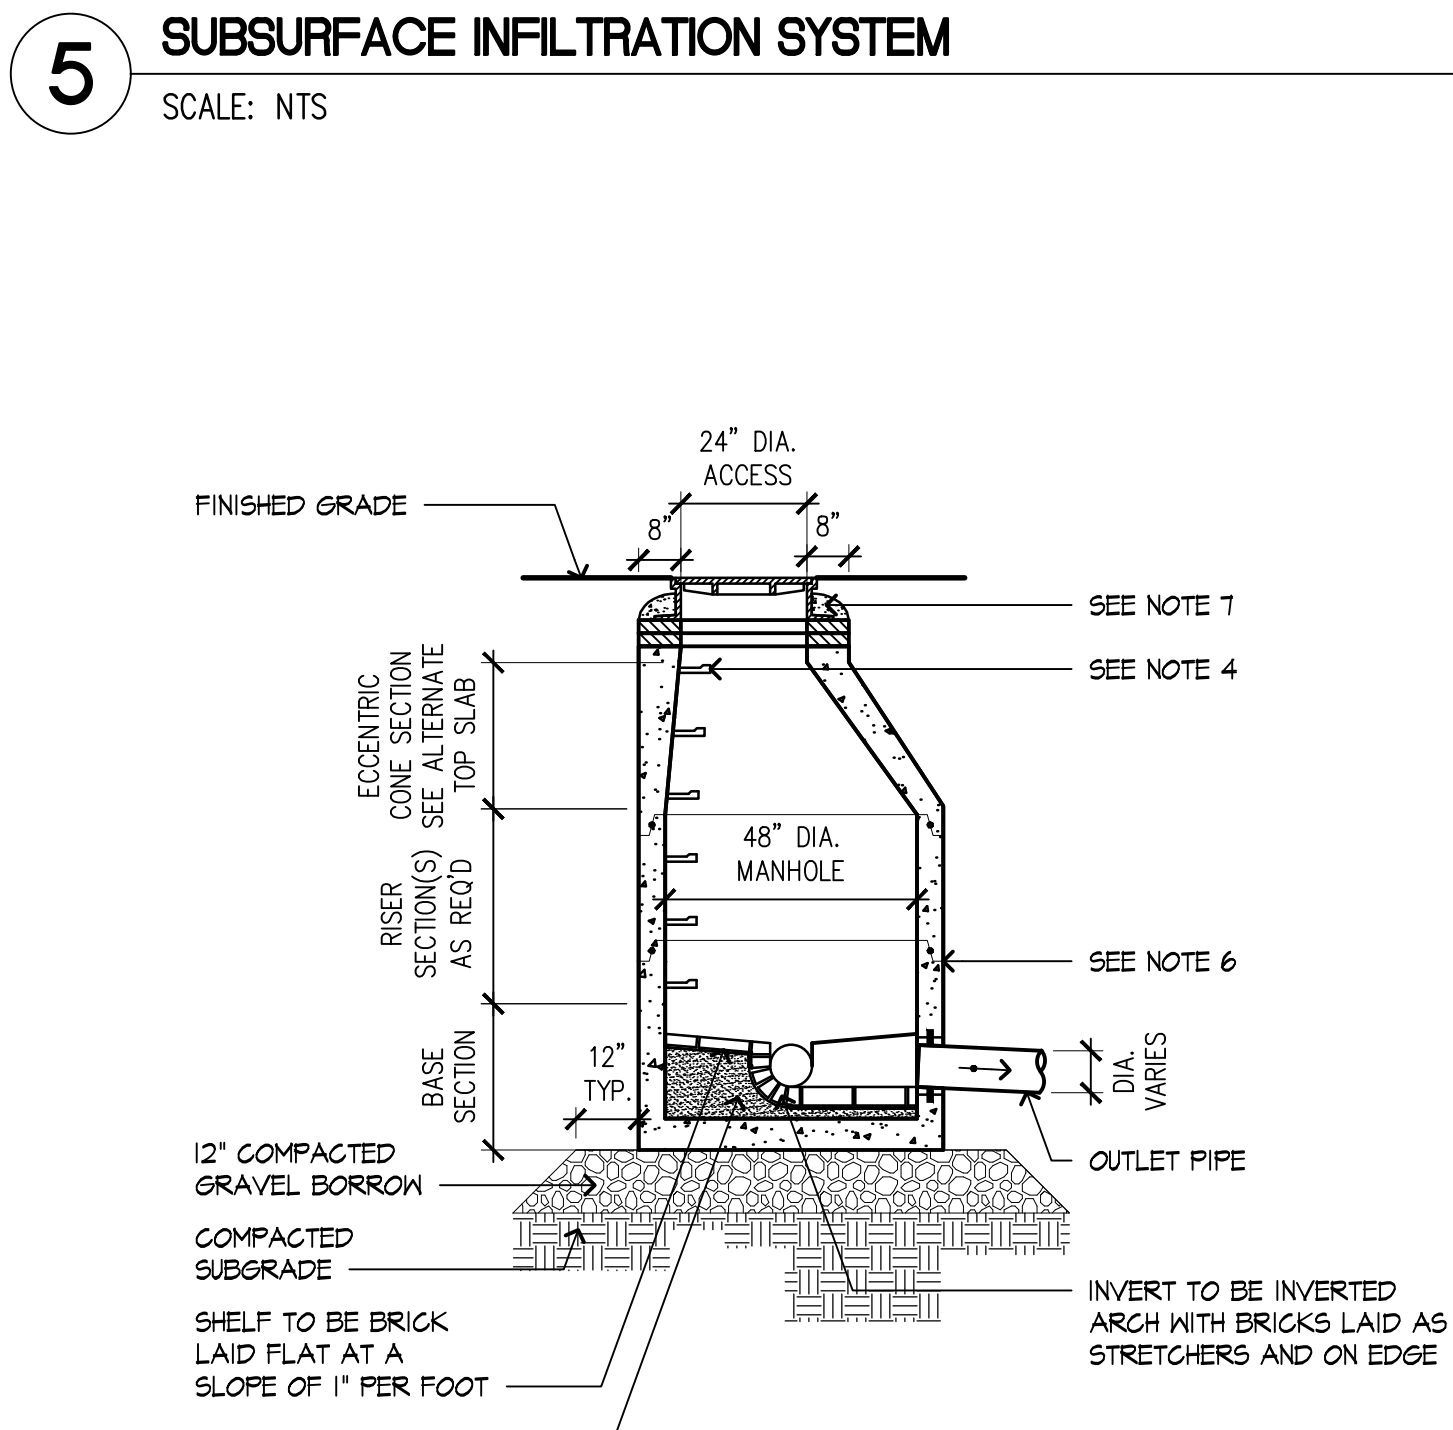 5
SUBSURFACE INFILTRATION SYSTEM
SCALE: NTS
24" DIA.
ACCESS
FINISHED GRADE
8"
8"
SEE NOTE 7
SEE NOTE 4
ECCENTRIC
CONE SECTION
SEE ALTERNATE
TOP SLAB
48" DIA.
MANHOLE
RISER
SECTION(S)
AS REQ'D
SEE NOTE 6
BASE
SECTION
12"
TYP.
DIA.
VARIES
12" COMPACTED
GRAVEL BORROW
OUTLET PIPE
COMPACTED
SUBGRADE
SHELF TO BE BRICK
LAID FLAT AT A
SLOPE OF 1" PER FOOT
INVERT TO BE INVERTED
ARCH WITH BRICKS LAID AS
STRETCHERS AND ON EDGE